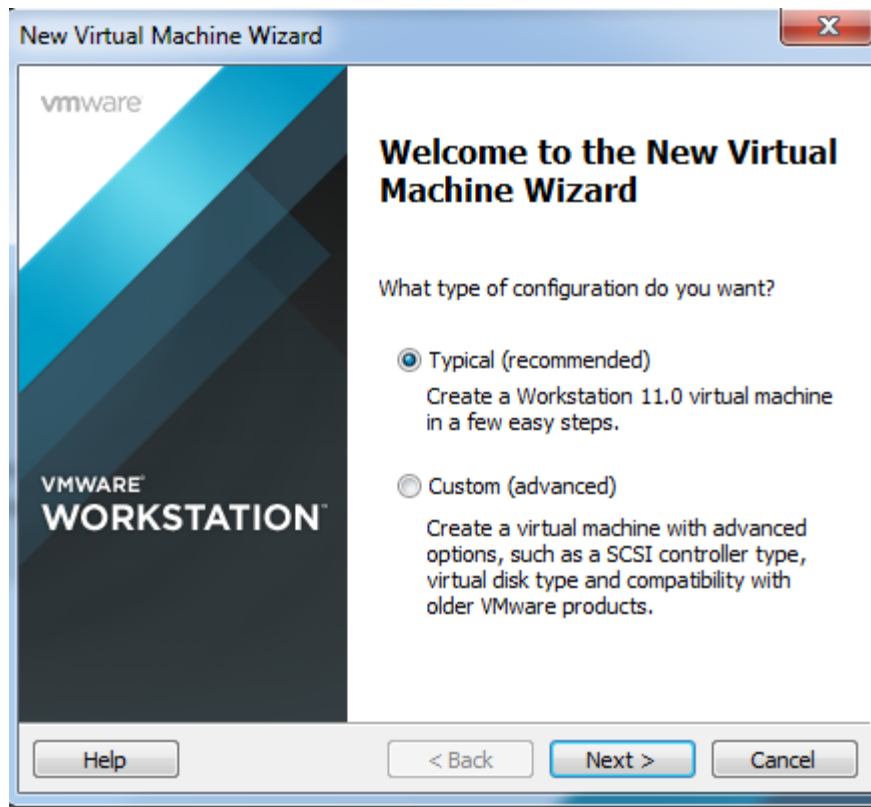 New Virtual Machine Wizard
vmware
Welcome to the New Virtual
Machine Wizard
What type of configuration do you want?
Typical (recommended)
Create a Workstation 11.0 virtual machine
in a few easy steps.
Custom (advanced)
Create a virtual machine with advanced
options, such as a SCSI controller type,
virtual disk type and compatibility with
older VMware products.
VMWARE®
WORKSTATION™
Help
< Back
Next >
Cancel